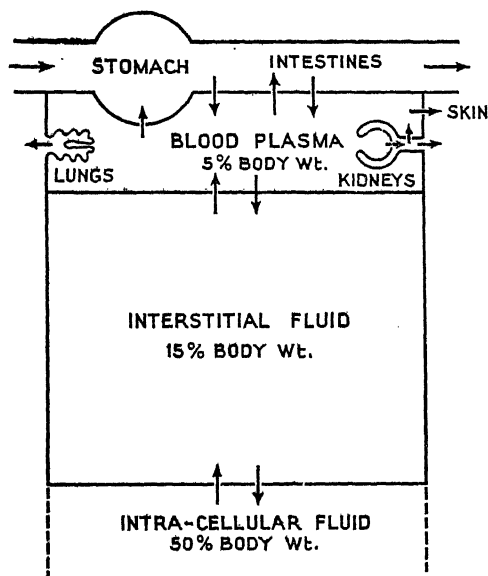 STOMACH
INTESTINES
SKIN
BLOOD PLASMA
5% BODY Wt.
LUNGS
KIDNEYS
INTERSTITIAL FLUID
15% BODY Wt.
INTRA-CELLULAR FLUID
50% BODY Wt.